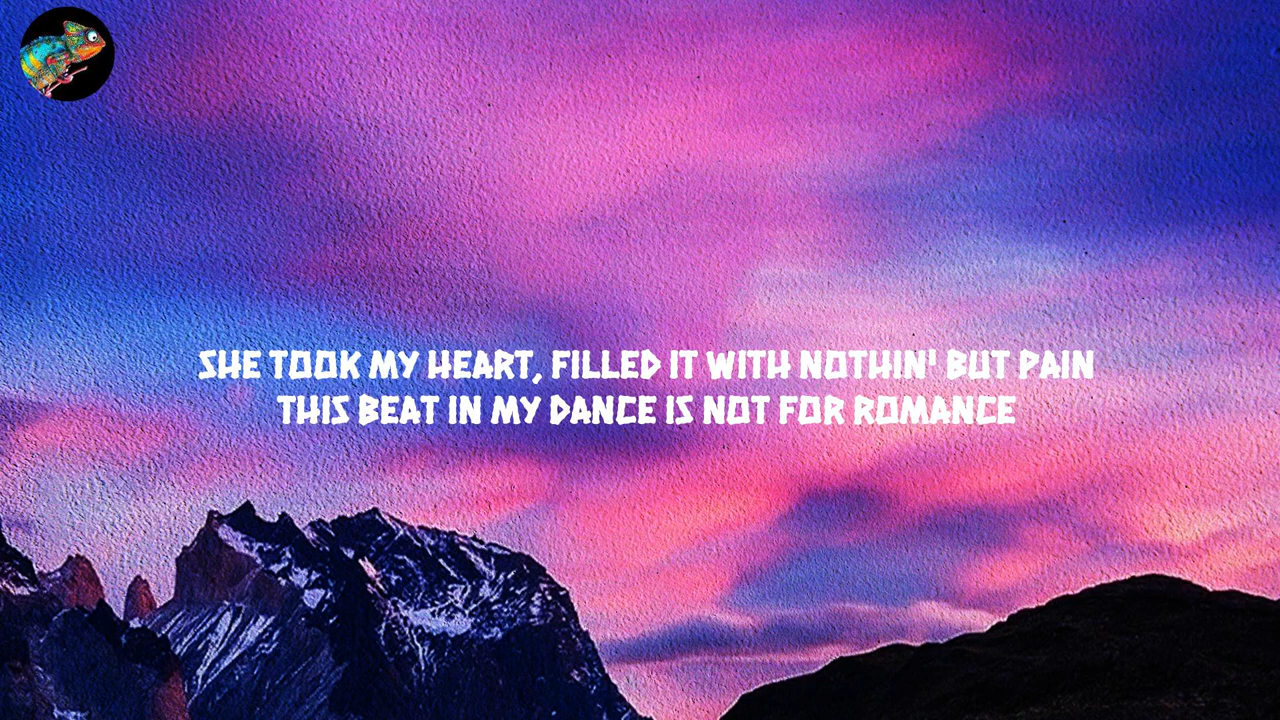 SHE TOOK MY HEART, FILLED IT WITH NOTHIN' BUT PAIN
THIS BEAT IN MY DANCE IS NOT FOR ROMANCE